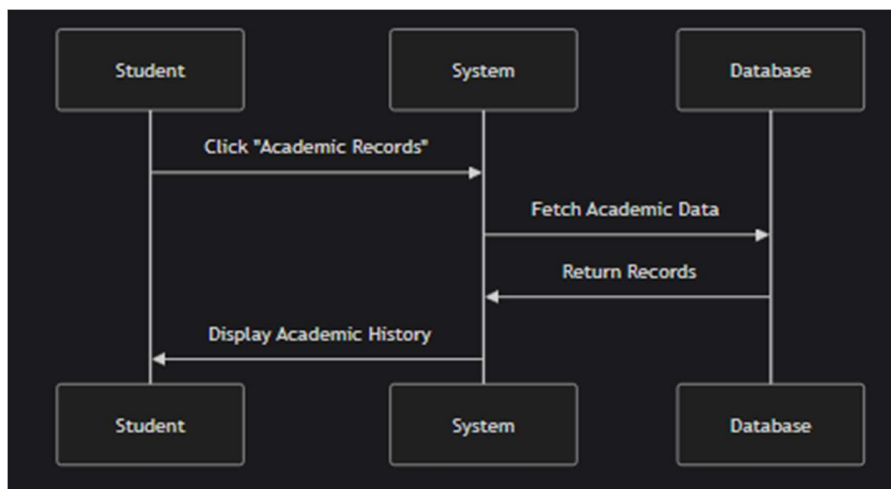 Student
System
Database
Click "Academic Records"
Fetch Academic Data
Return Records
Display Academic History
Student
System
Database